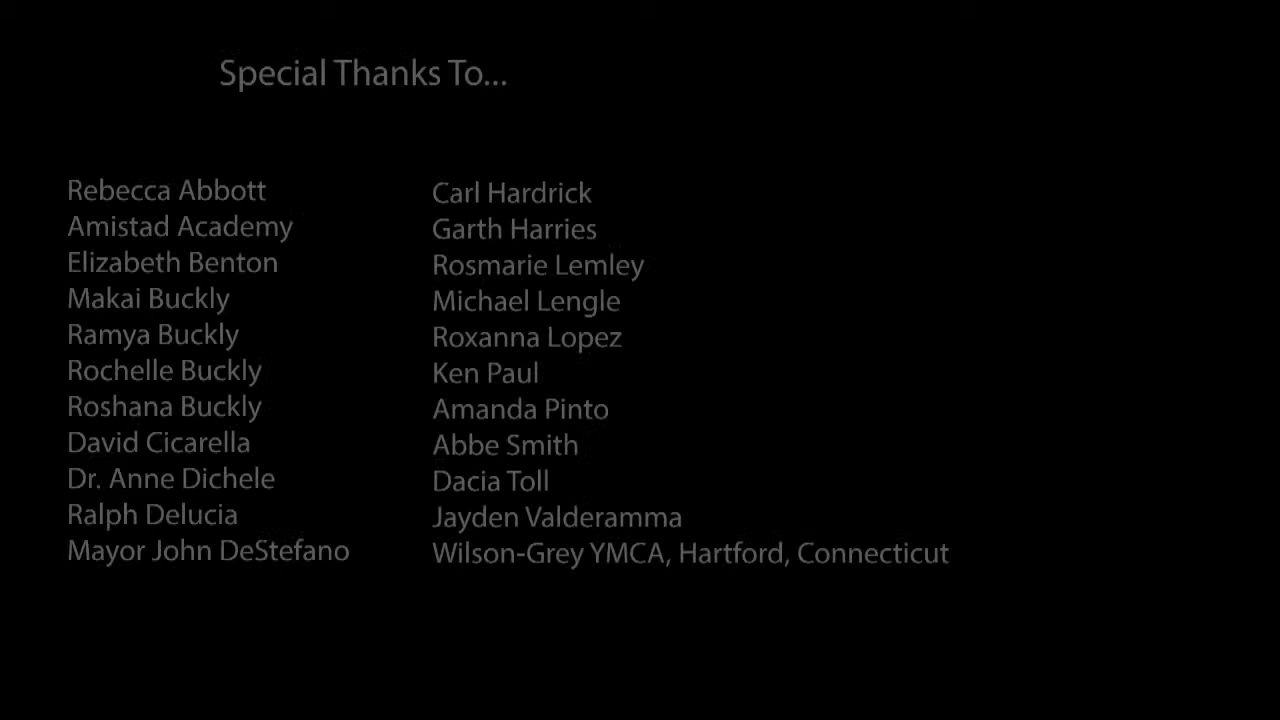 Special Thanks To...
Rebecca Abbott
Amistad Academy
Elizabeth Benton
Makai Buckly
Ramya Buckly
Rochelle Buckly
Roshana Buckly
David Cicarella
Dr. Anne Dichele
Ralph Delucia
Mayor John DeStefano
Carl Hardrick
Garth Harries
Rosmarie Lemley
Michael Lengle
Roxanna Lopez
Ken Paul
Amanda Pinto
Abbe Smith
Dacia Toll
Jayden Valderamma
Wilson-Grey YMCA, Hartford, Connecticut